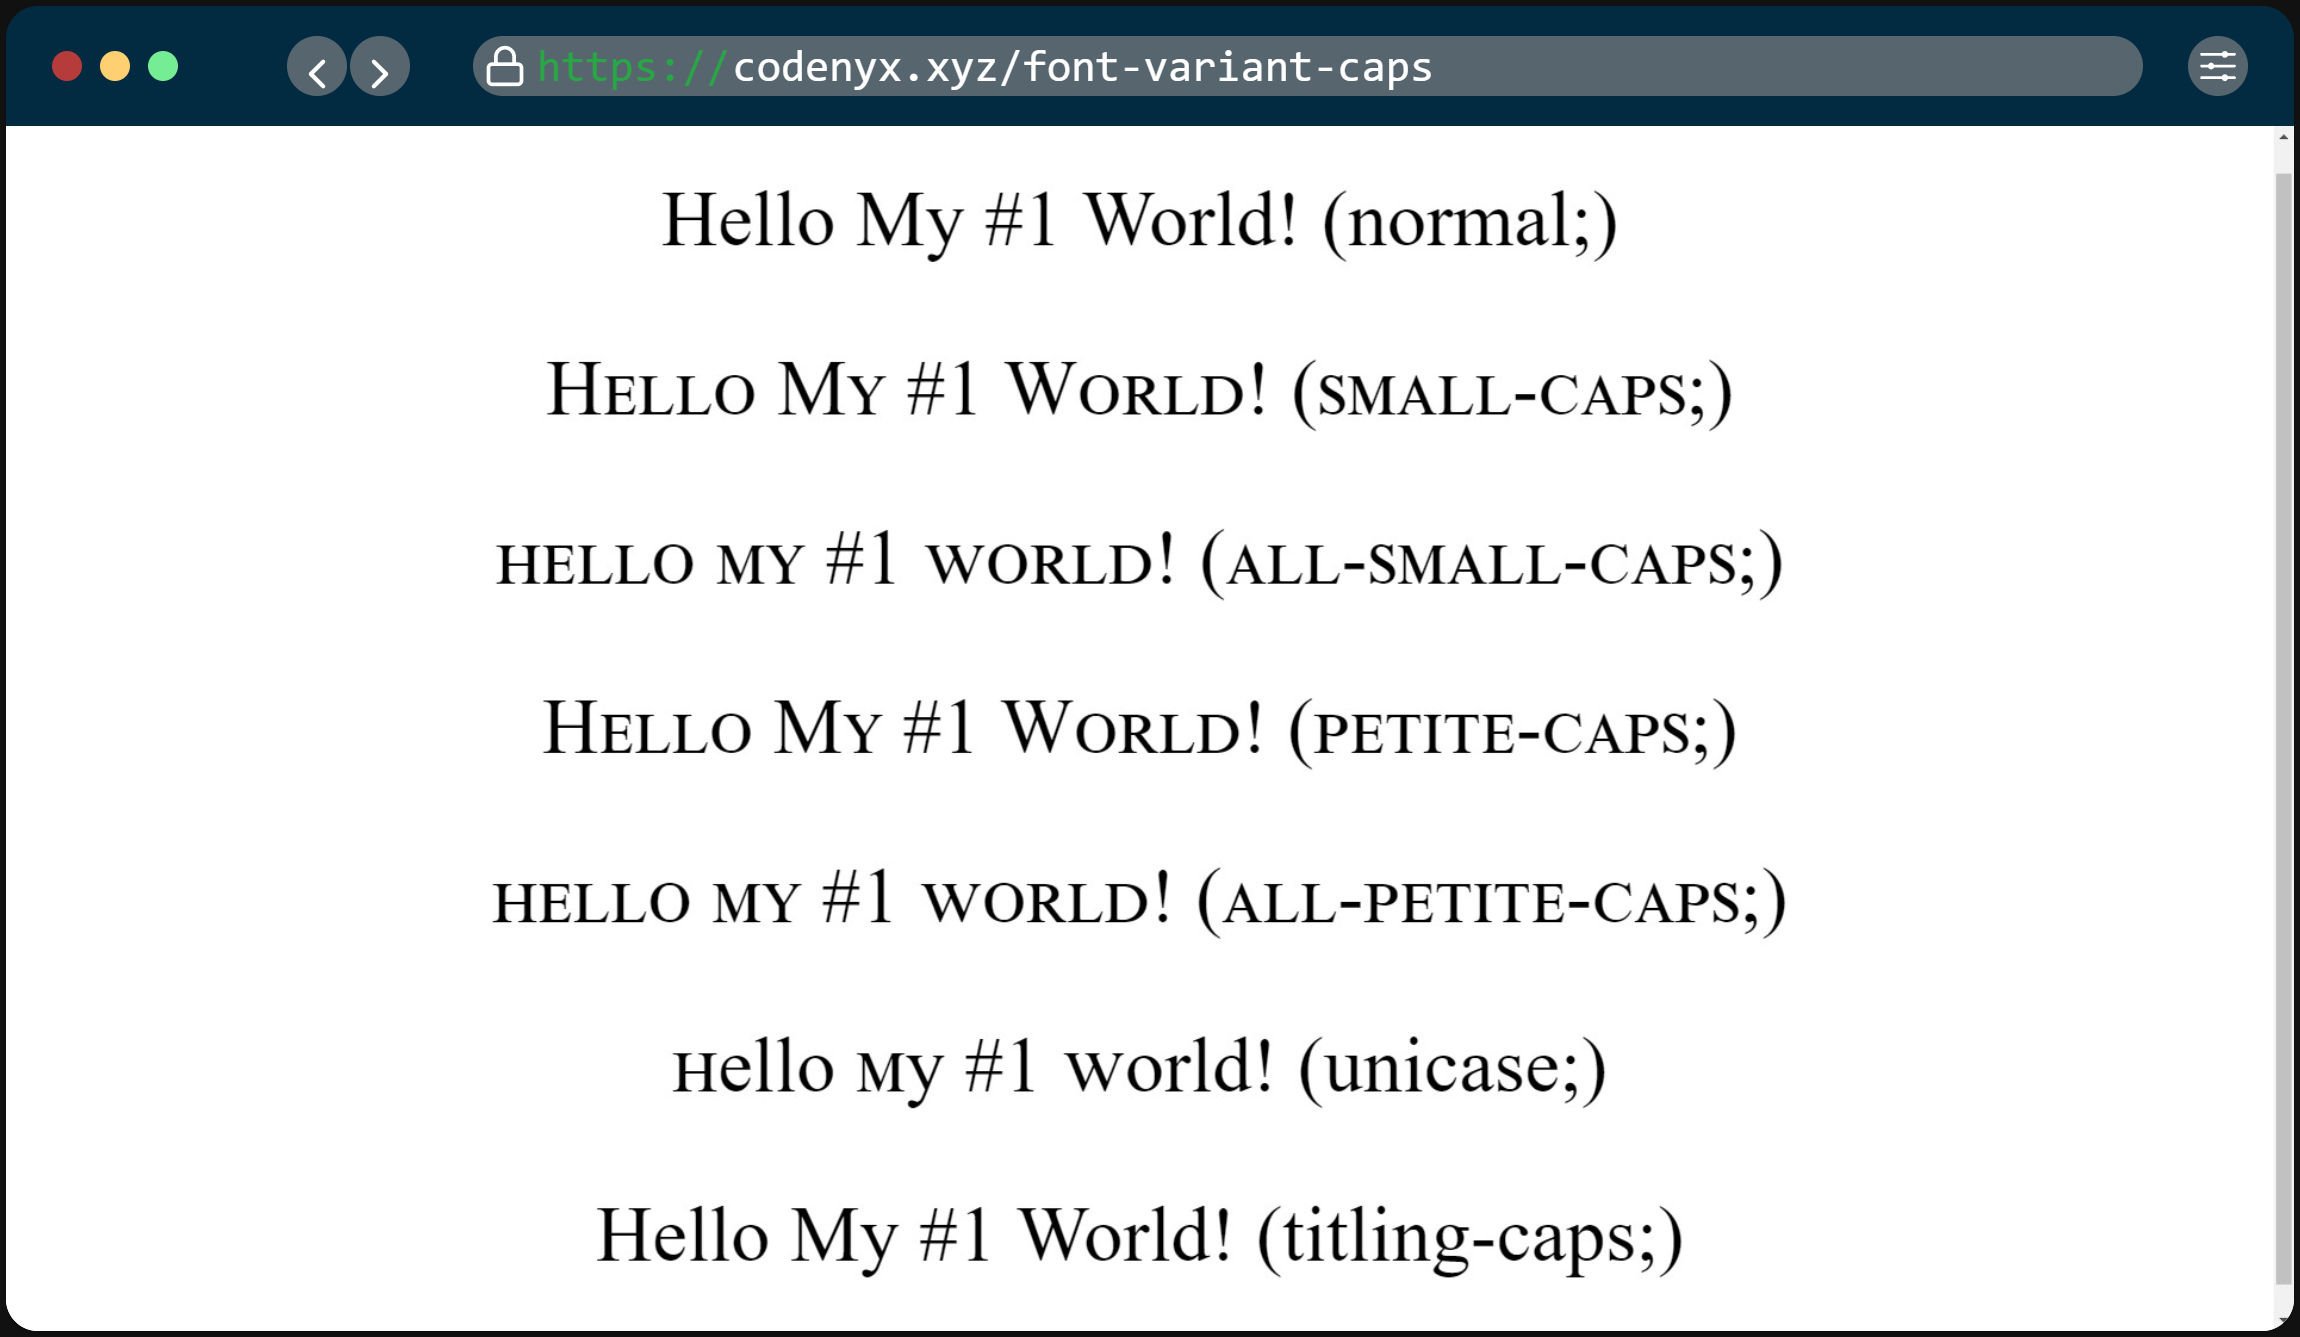 https://codenyx.xyz/font-variant-caps
Hello My #1 World! (normal;)
Hello My #1 World! (small-caps;)
hello my #1 world! (all-small-caps;)
Hello My #1 World! (petite-caps;)
hello my #1 world! (all-petite-caps;)
Hello My #1 World! (unicase;)
Hello My #1 World! (titling-caps;)